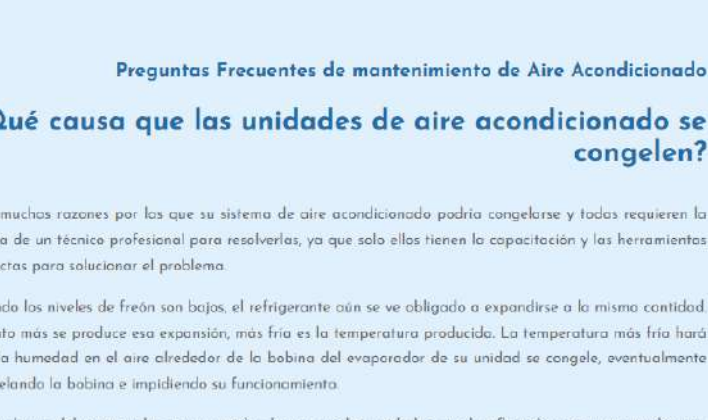 Preguntas Frecuentes de mantenimiento de Aire Acondicionado
Qué causa que las unidades de aire acondicionado se
congelen?
muchas razones por las que su sistema de aire acondicionado podría congelarse y todas requieren la
a de un técnico profesional para resolverlas, ya que solo ellos tienen la capacitación y las herramientas
ctas para solucionar el problema.
ndo los niveles de freón son bajos, el refrigerante aún se ve obligado a expandirse a la misma cantidad.
nto más se produce esa expansión, más fría es la temperatura producida. La temperatura más fría hará
a humedad en el aire alrededor de la bobina del evaporador de su unidad se congele, eventualmente
elando la bobina e impidiendo su funcionamiento.